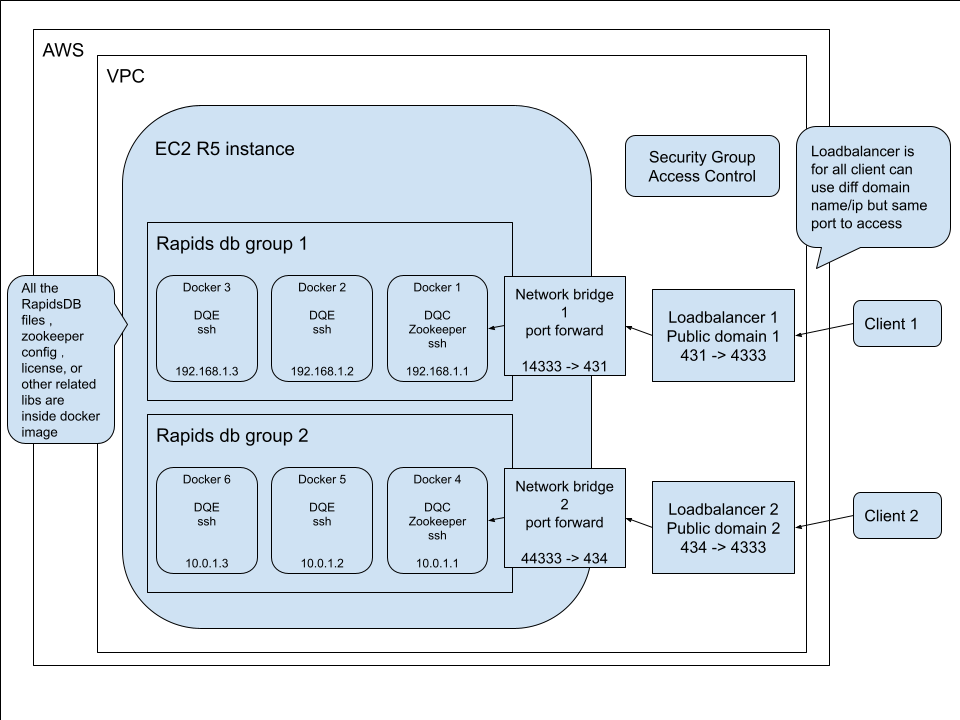 AWS
VPC
EC2 R5 instance
Security Group
Access Control
Loadbalancer is
for all client can
use diff domain
name/ip but same
port to access
All the
RapidsDB
files ,
zookeeper
config ,
license, or
other related
libs are
inside docker
image
Rapids db group 1
Docker 3
DQE
ssh
192.168.1.3
Docker 2
DQE
ssh
192.168.1.2
Docker 1
DQC
Zookeeper
ssh
192.168.1.1
Network bridge
1
port forward
14333 -> 431
Loadbalancer 1
Public domain 1
431 -> 4333
Client 1
Rapids db group 2
Docker 6
DQE
ssh
10.0.1.3
Docker 5
DQE
ssh
10.0.1.2
Docker 4
DQC
Zookeeper
ssh
10.0.1.1
Network bridge
2
port forward
44333 -> 434
Loadbalancer 2
Public domain 2
434 -> 4333
Client 2